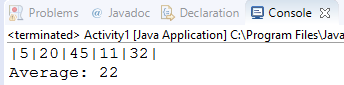 Problems @ Javadoc Declaration Console
<terminated> Activity1 [Java Application] C:\Program Files\Java
|5|20|45|11|32|
Average: 22